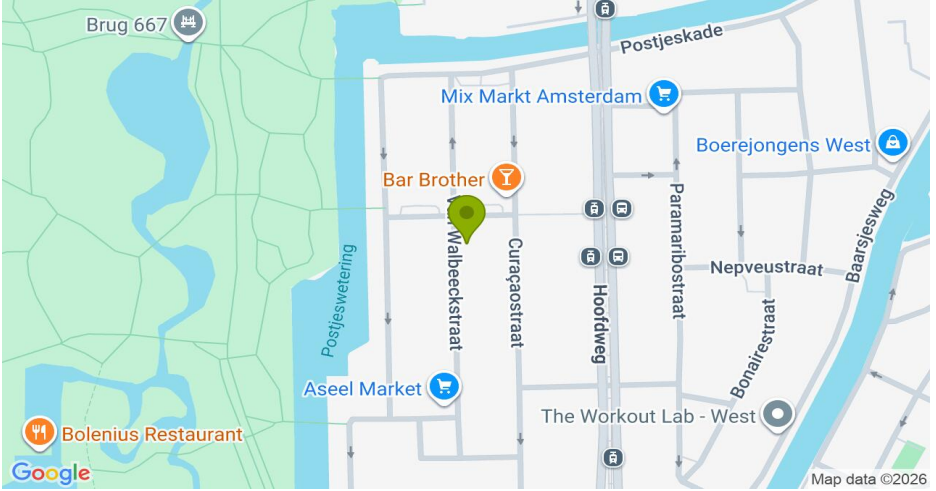 Brug 667
Postjeskade
Mix Markt Amsterdam
Boerejongens West
Bar Brother
Walbeeckstraat
Curaçaostraat
Paramaribostraat
Baarsjesweg
Postjeswetering
Nepveustraat
Hoofdweg
Bonairestraat
Aseel Market
The Workout Lab - West
Bolenius Restaurant
Google
Map data ©2026